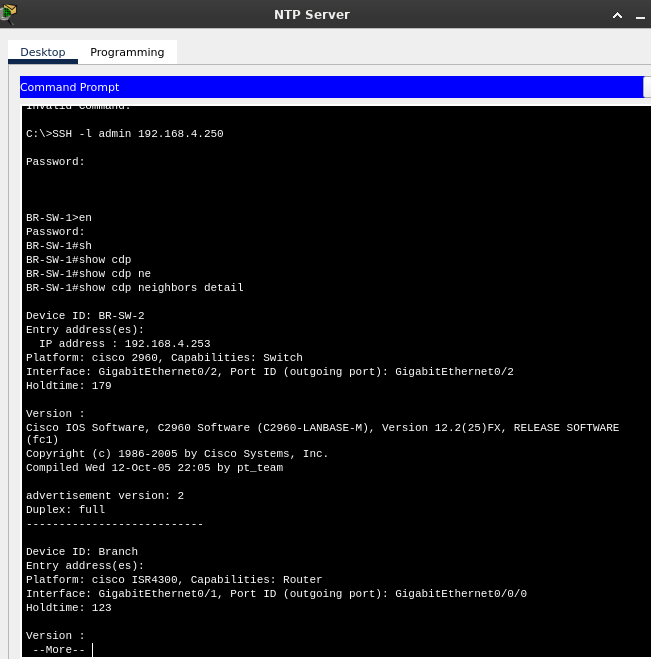 NTP Server
Desktop
Programming
Command Prompt
Invalid Command.
C:\>SSH -l admin 192.168.4.250
Password:
BR-SW-1>en
Password:
BR-SW-1#sh
BR-SW-1#show cdp
BR-SW-1#show cdp ne
BR-SW-1#show cdp neighbors detail
Device ID: BR-SW-2
Entry address(es):
IP address : 192.168.4.253
Platform: cisco 2960, Capabilities: Switch
Interface: GigabitEthernet0/2, Port ID (outgoing port): GigabitEthernet0/2
Holdtime: 179
Version :
Cisco IOS Software, C2960 Software (C2960-LANBASE-M), Version 12.2(25)FX, RELEASE SOFTWARE
(fc1)
Copyright (c) 1986-2005 by Cisco Systems, Inc.
Compiled Wed 12-Oct-05 22:05 by pt_team
advertisement version: 2
Duplex: full
---------------------------
Device ID: Branch
Entry address(es):
Platform: cisco ISR4300, Capabilities: Router
Interface: GigabitEthernet0/1, Port ID (outgoing port): GigabitEthernet0/0/0
Holdtime: 123
Version :
--More--